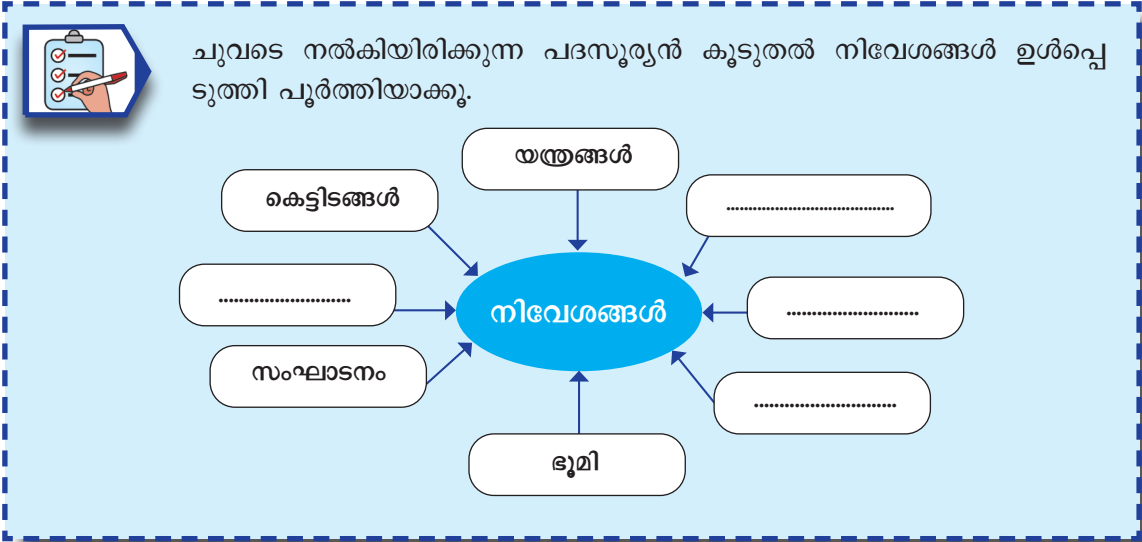 ചുവടെ നൽകിയിരിക്കുന്ന പദസൂര്യൻ കൂടുതൽ നിവേശങ്ങൾ ഉൾപ്പെ
ടുത്തി പൂർത്തിയാക്കൂ.
യന്ത്രങ്ങൾ
കെട്ടിടങ്ങൾ
......................................
..........................
നിവേശങ്ങൾ
..........................
സംഘാടനം
............................
ഭൂമി